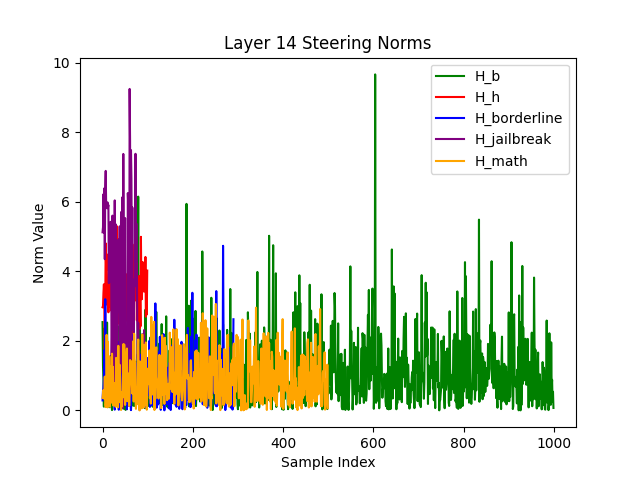 Layer 14 Steering Norms
10
8
6
4
2
0
Norm Value
H_b
H_h
H_borderline
H_jailbreak
H_math
0 200 400 600 800 1000
Sample Index